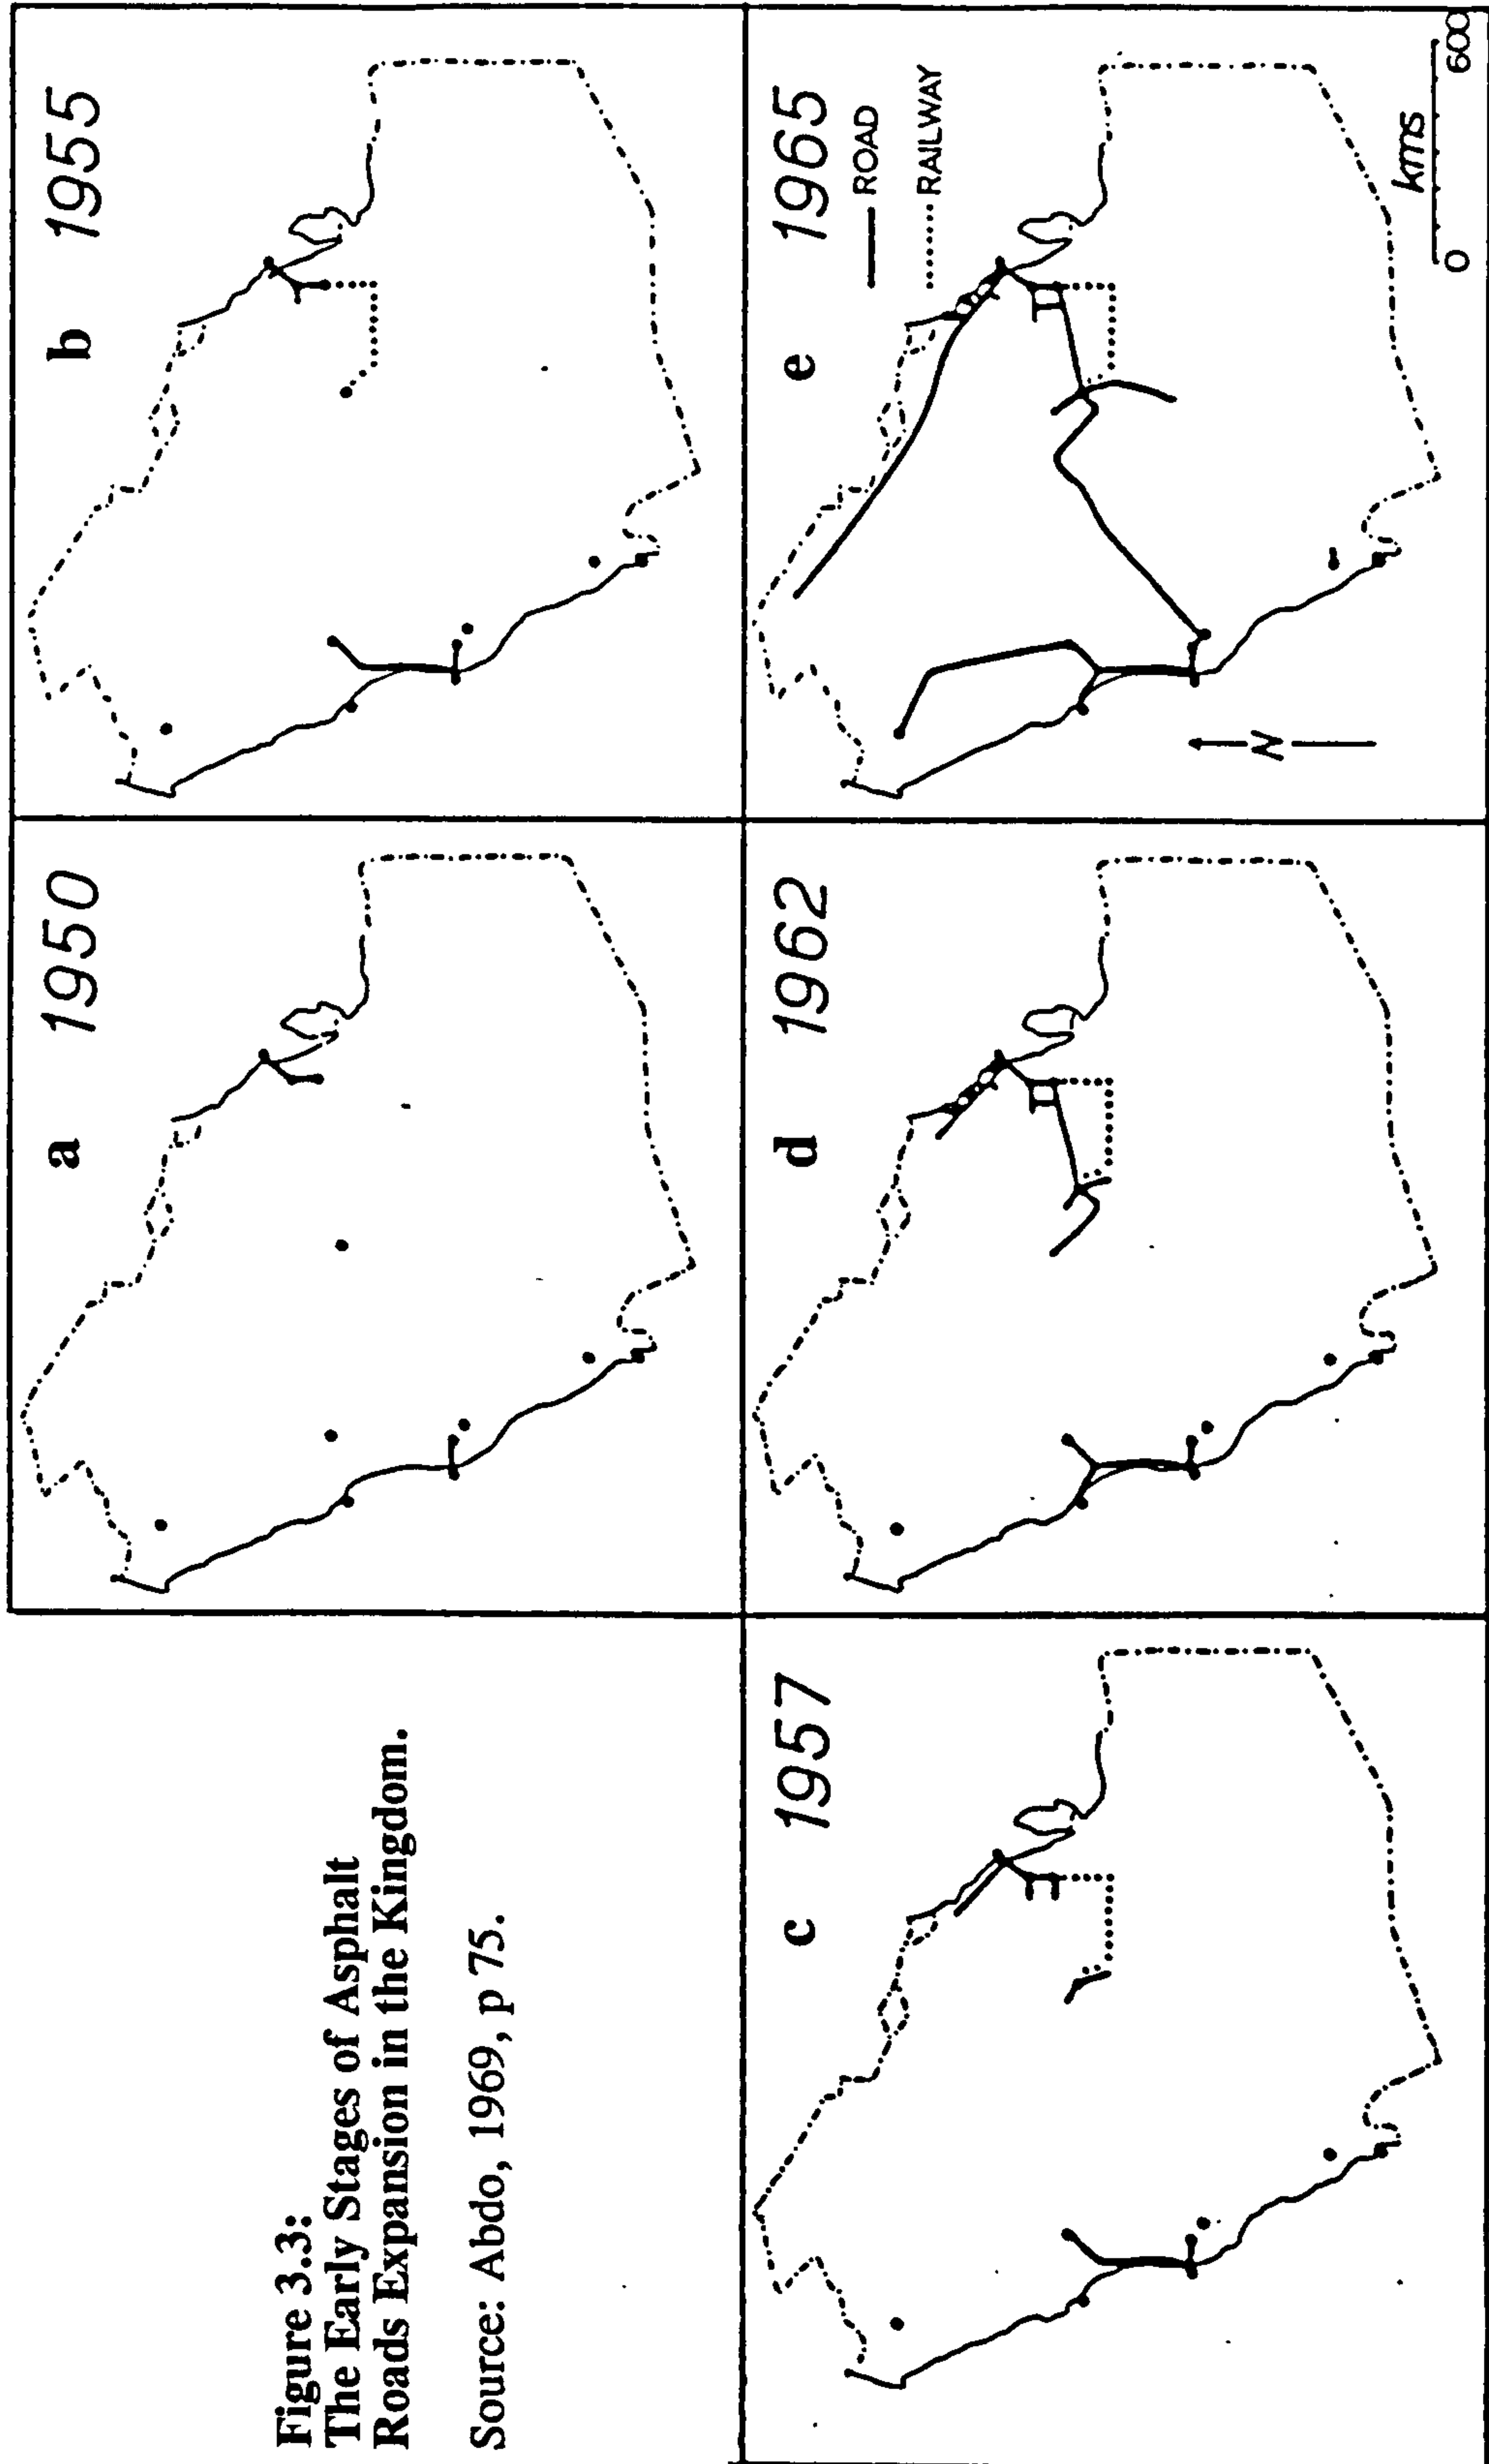 Figure 3.3:
The Early Stages of Asphalt
Roads Expansion in the Kingdom.
Source: Abdo, 1969, p 75.
a 1950
b 1955
c 1957
d 1962
e 1965
ROAD
RAILWAY
N
kms
0 600